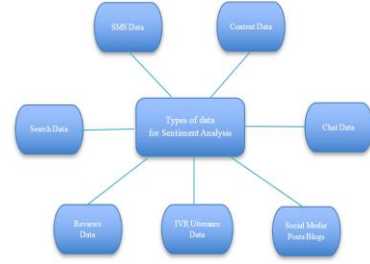 SMS Data
Content Data
Types of data
for Sentiment Analysis
Search Data
Chat Data
Reviews
Data
IVR Utterance
Data
Social Media
Posts/Blogs